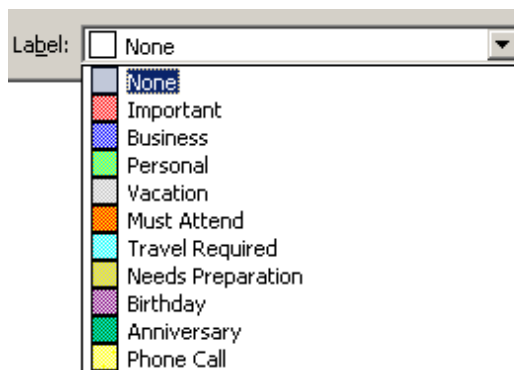 Label: None
None
Important
Business
Personal
Vacation
Must Attend
Travel Required
Needs Preparation
Birthday
Anniversary
Phone Call